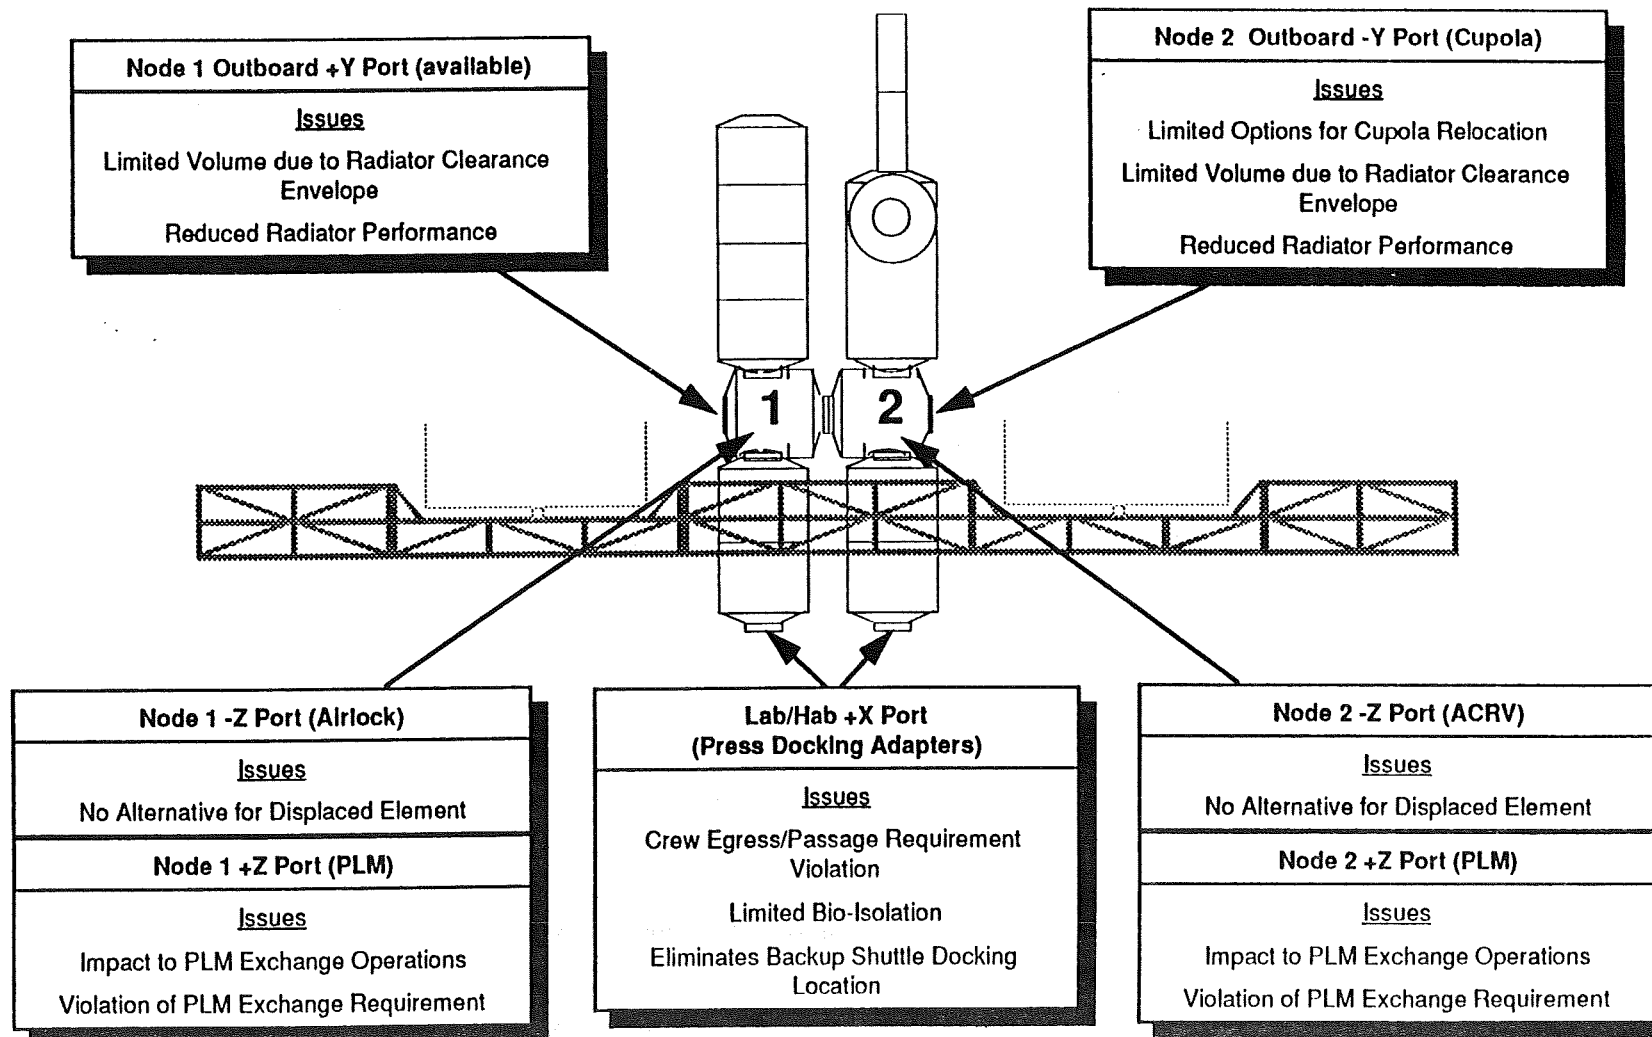 Node 1 Outboard +Y Port (available)
Issues
Limited Volume due to Radiator Clearance
Envelope
Reduced Radiator Performance
Node 2 Outboard -Y Port (Cupola)
Issues
Limited Options for Cupola Relocation
Limited Volume due to Radiator Clearance
Envelope
Reduced Radiator Performance
1
2
Node 1 -Z Port (Airlock)
Issues
No Alternative for Displaced Element
Node 1 +Z Port (PLM)
Issues
Impact to PLM Exchange Operations
Violation of PLM Exchange Requirement
Lab/Hab +X Port
(Press Docking Adapters)
Issues
Crew Egress/Passage Requirement
Violation
Limited Bio-Isolation
Eliminates Backup Shuttle Docking
Location
Node 2 -Z Port (ACRV)
Issues
No Alternative for Displaced Element
Node 2 +Z Port (PLM)
Issues
Impact to PLM Exchange Operations
Violation of PLM Exchange Requirement